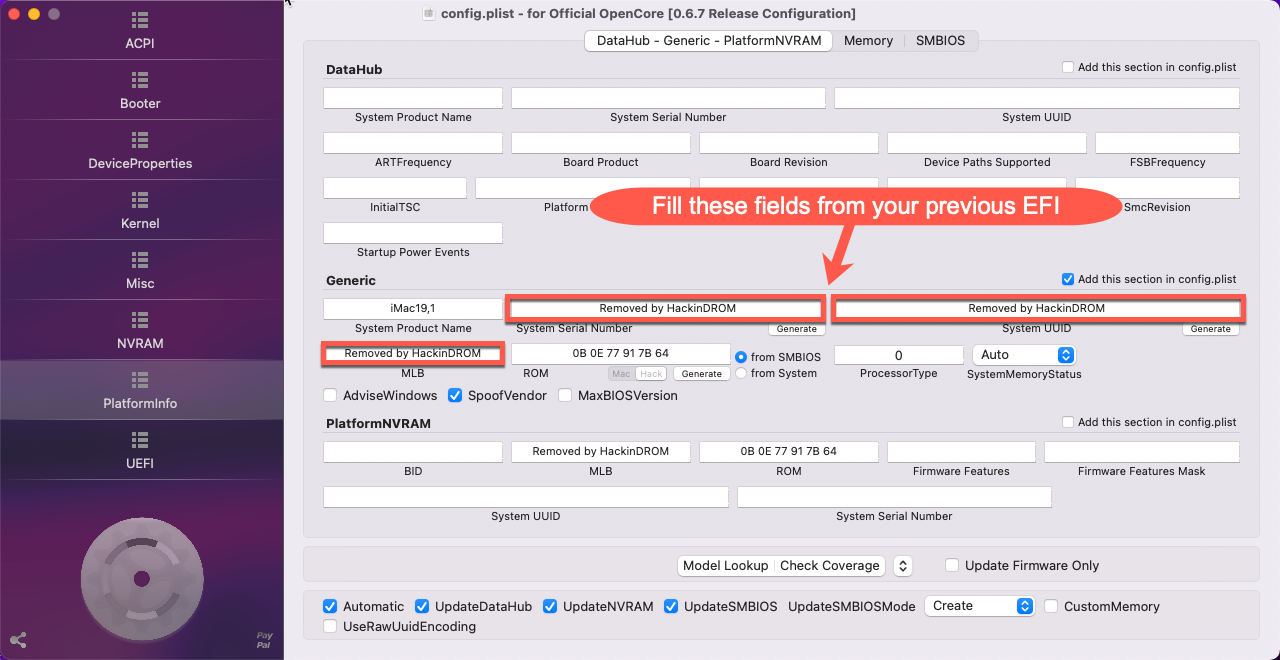 config.plist - for Official OpenCore [0.6.7 Release Configuration]
ACPI
Booter
DeviceProperties
Kernel
Misc
NVRAM
PlatformInfo
UEFI
PayPal
DataHub - Generic - PlatformNVRAM Memory SMBIOS
DataHub
Add this section in config.plist
System Product Name System Serial Number System UUID
ARTFrequency Board Product Board Revision Device Paths Supported FSBFrequency
InitialTSC Platform SmcRevision
Fill these fields from your previous EFI
Startup Power Events
Generic
Add this section in config.plist
iMac19,1 Removed by HackinDROM Removed by HackinDROM
System Product Name System Serial Number Generate System UUID Generate
Removed by HackinDROM 0B 0E 77 91 7B 64 from SMBIOS 0 Auto
MLB ROM Mac Hack Generate from System ProcessorType SystemMemoryStatus
AdviseWindows SpoofVendor MaxBIOSVersion
PlatformNVRAM
Add this section in config.plist
Removed by HackinDROM 0B 0E 77 91 7B 64
BID MLB ROM Firmware Features Firmware Features Mask
System UUID System Serial Number
Model Lookup Check Coverage Update Firmware Only
Automatic UpdateDataHub UpdateNVRAM UpdateSMBIOS UpdateSMBIOSMode Create CustomMemory
UseRawUuidEncoding